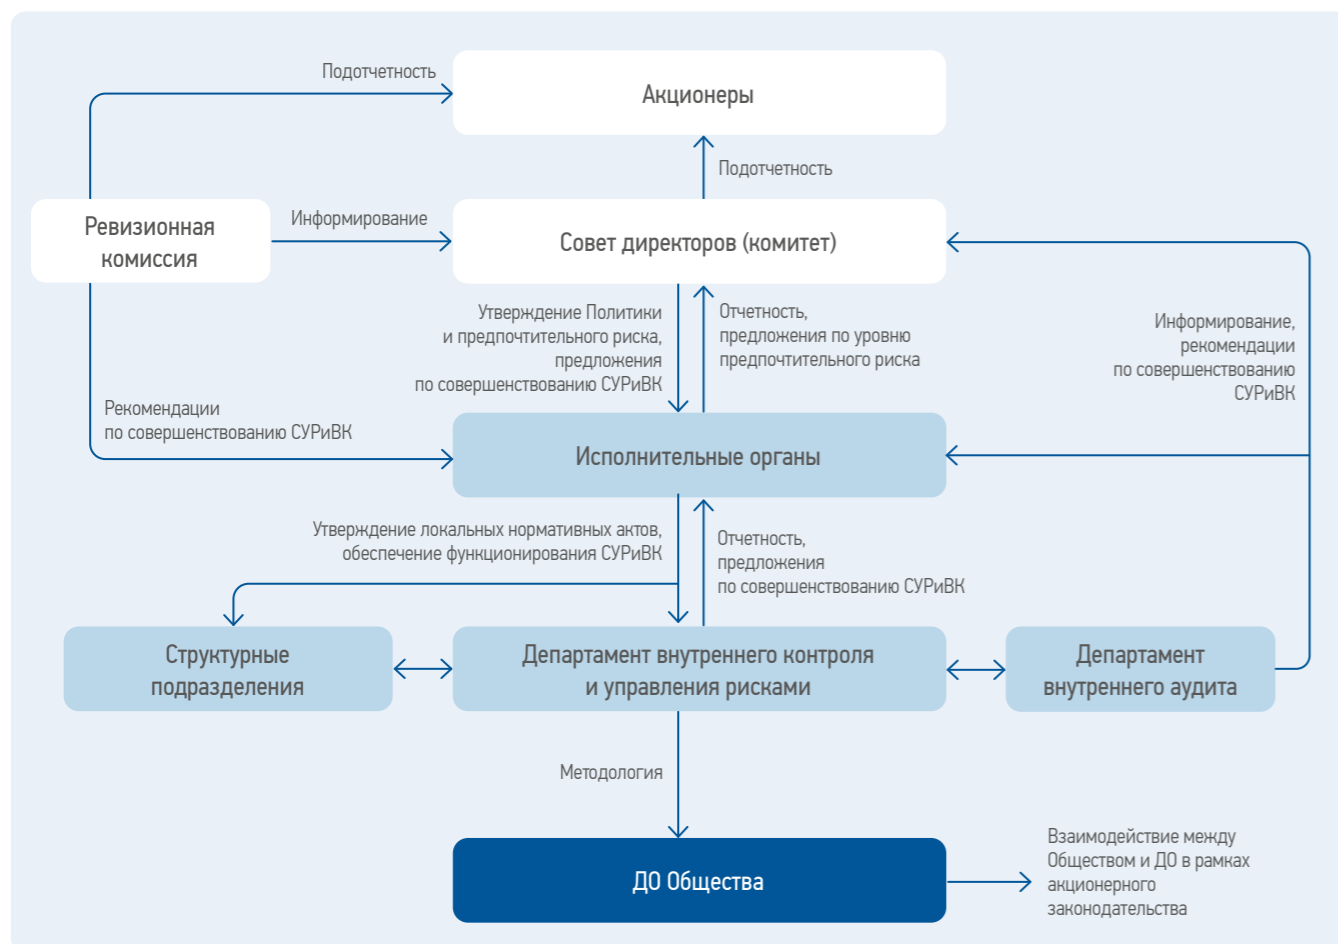 Подотчетность
Акционеры
Подотчетность
Ревизионная
комиссия
Информирование
Совет директоров (комитет)
Утверждение Политики
и предпочтительного риска,
предложения
по совершенствованию СУРиВК
Отчетность,
предложения по уровню
предпочтительного риска
Информирование,
рекомендации
по совершенствованию
СУРиВК
Рекомендации
по совершенствованию СУРиВК
Исполнительные органы
Утверждение локальных нормативных актов,
обеспечение функционирования СУРиВК
Отчетность,
предложения
по совершенствованию СУРиВК
Структурные
подразделения
Департамент внутреннего контроля
и управления рисками
Департамент
внутреннего аудита
Методология
ДО Общества
Взаимодействие между
Обществом и ДО в рамках
акционерного
законодательства